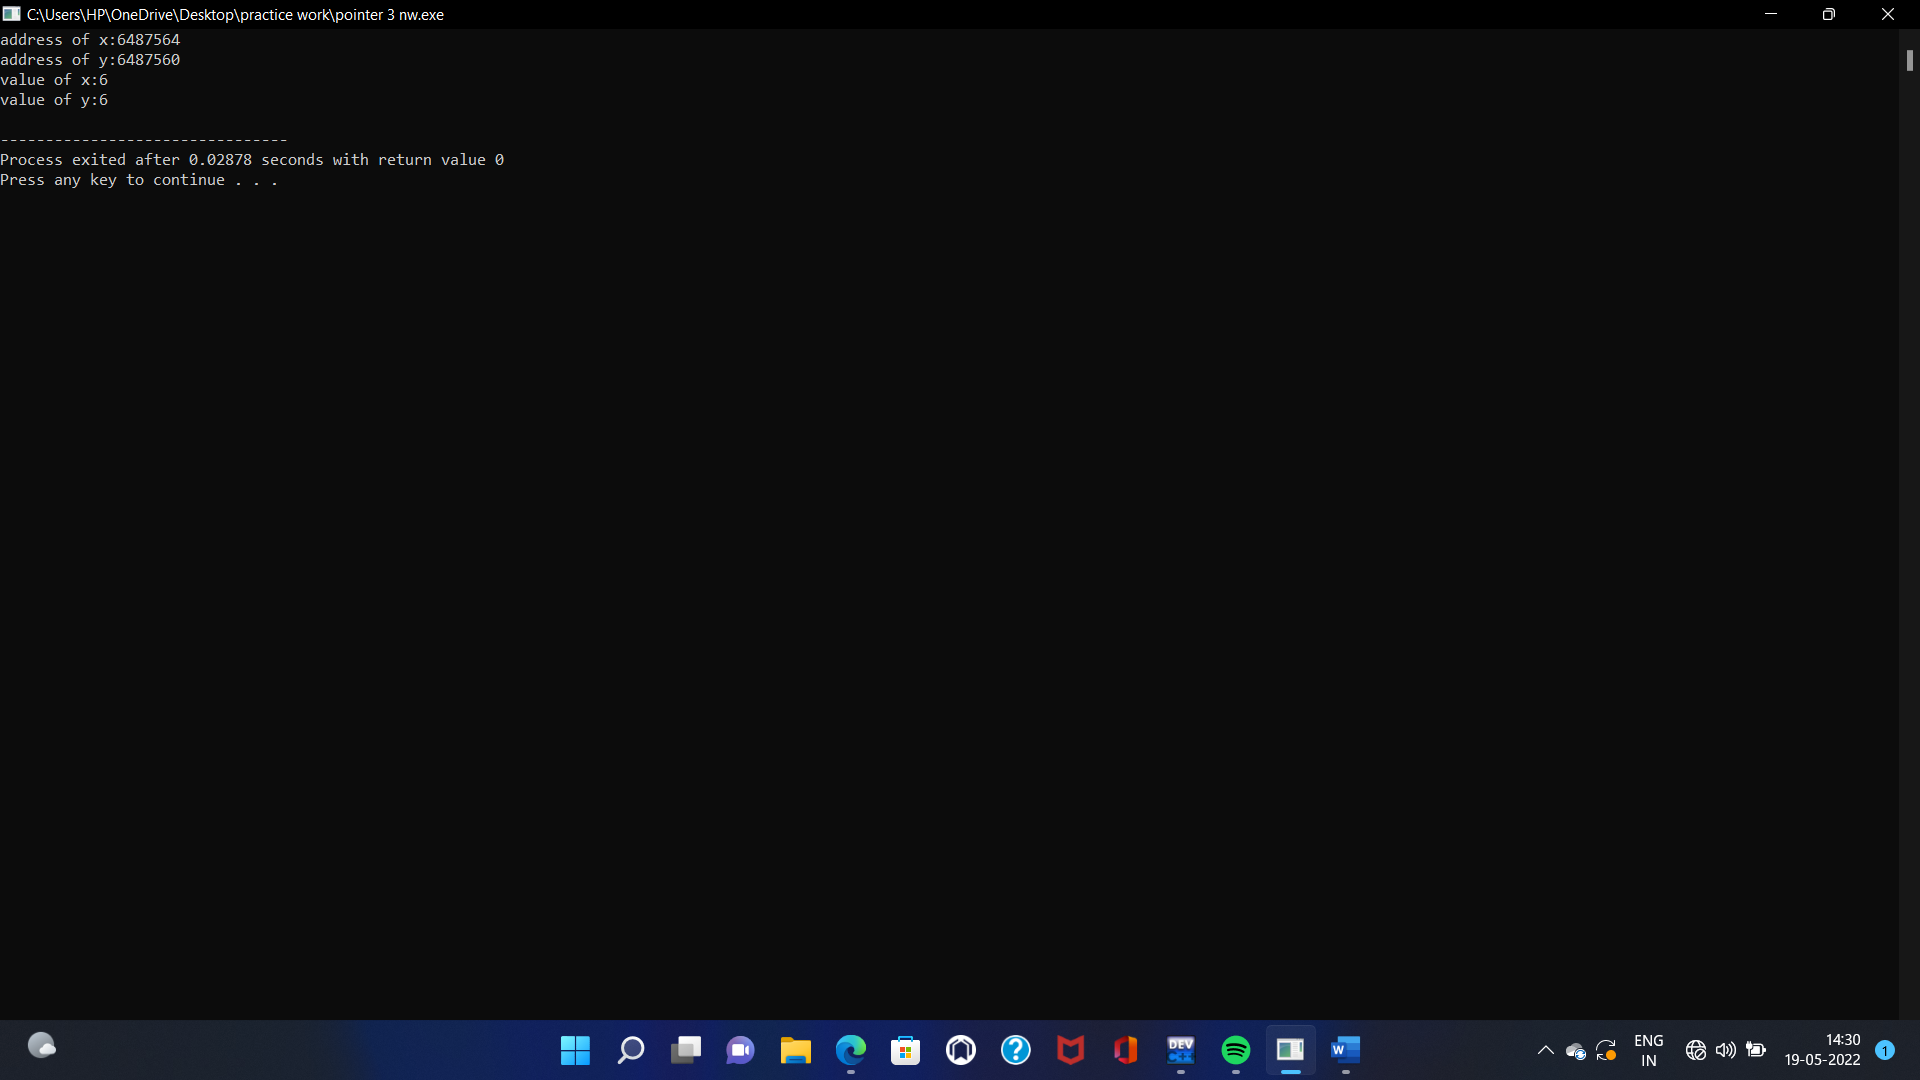 C:\Users\HP\OneDrive\Desktop\practice work\pointer 3 nw.exe
address of x:6487564
address of y:6487560
value of x:6
value of y:6
--------------------------------
Process exited after 0.02878 seconds with return value 0
Press any key to continue . . .
DEV
C++
W
ENG
IN
14:30
19-05-2022
1